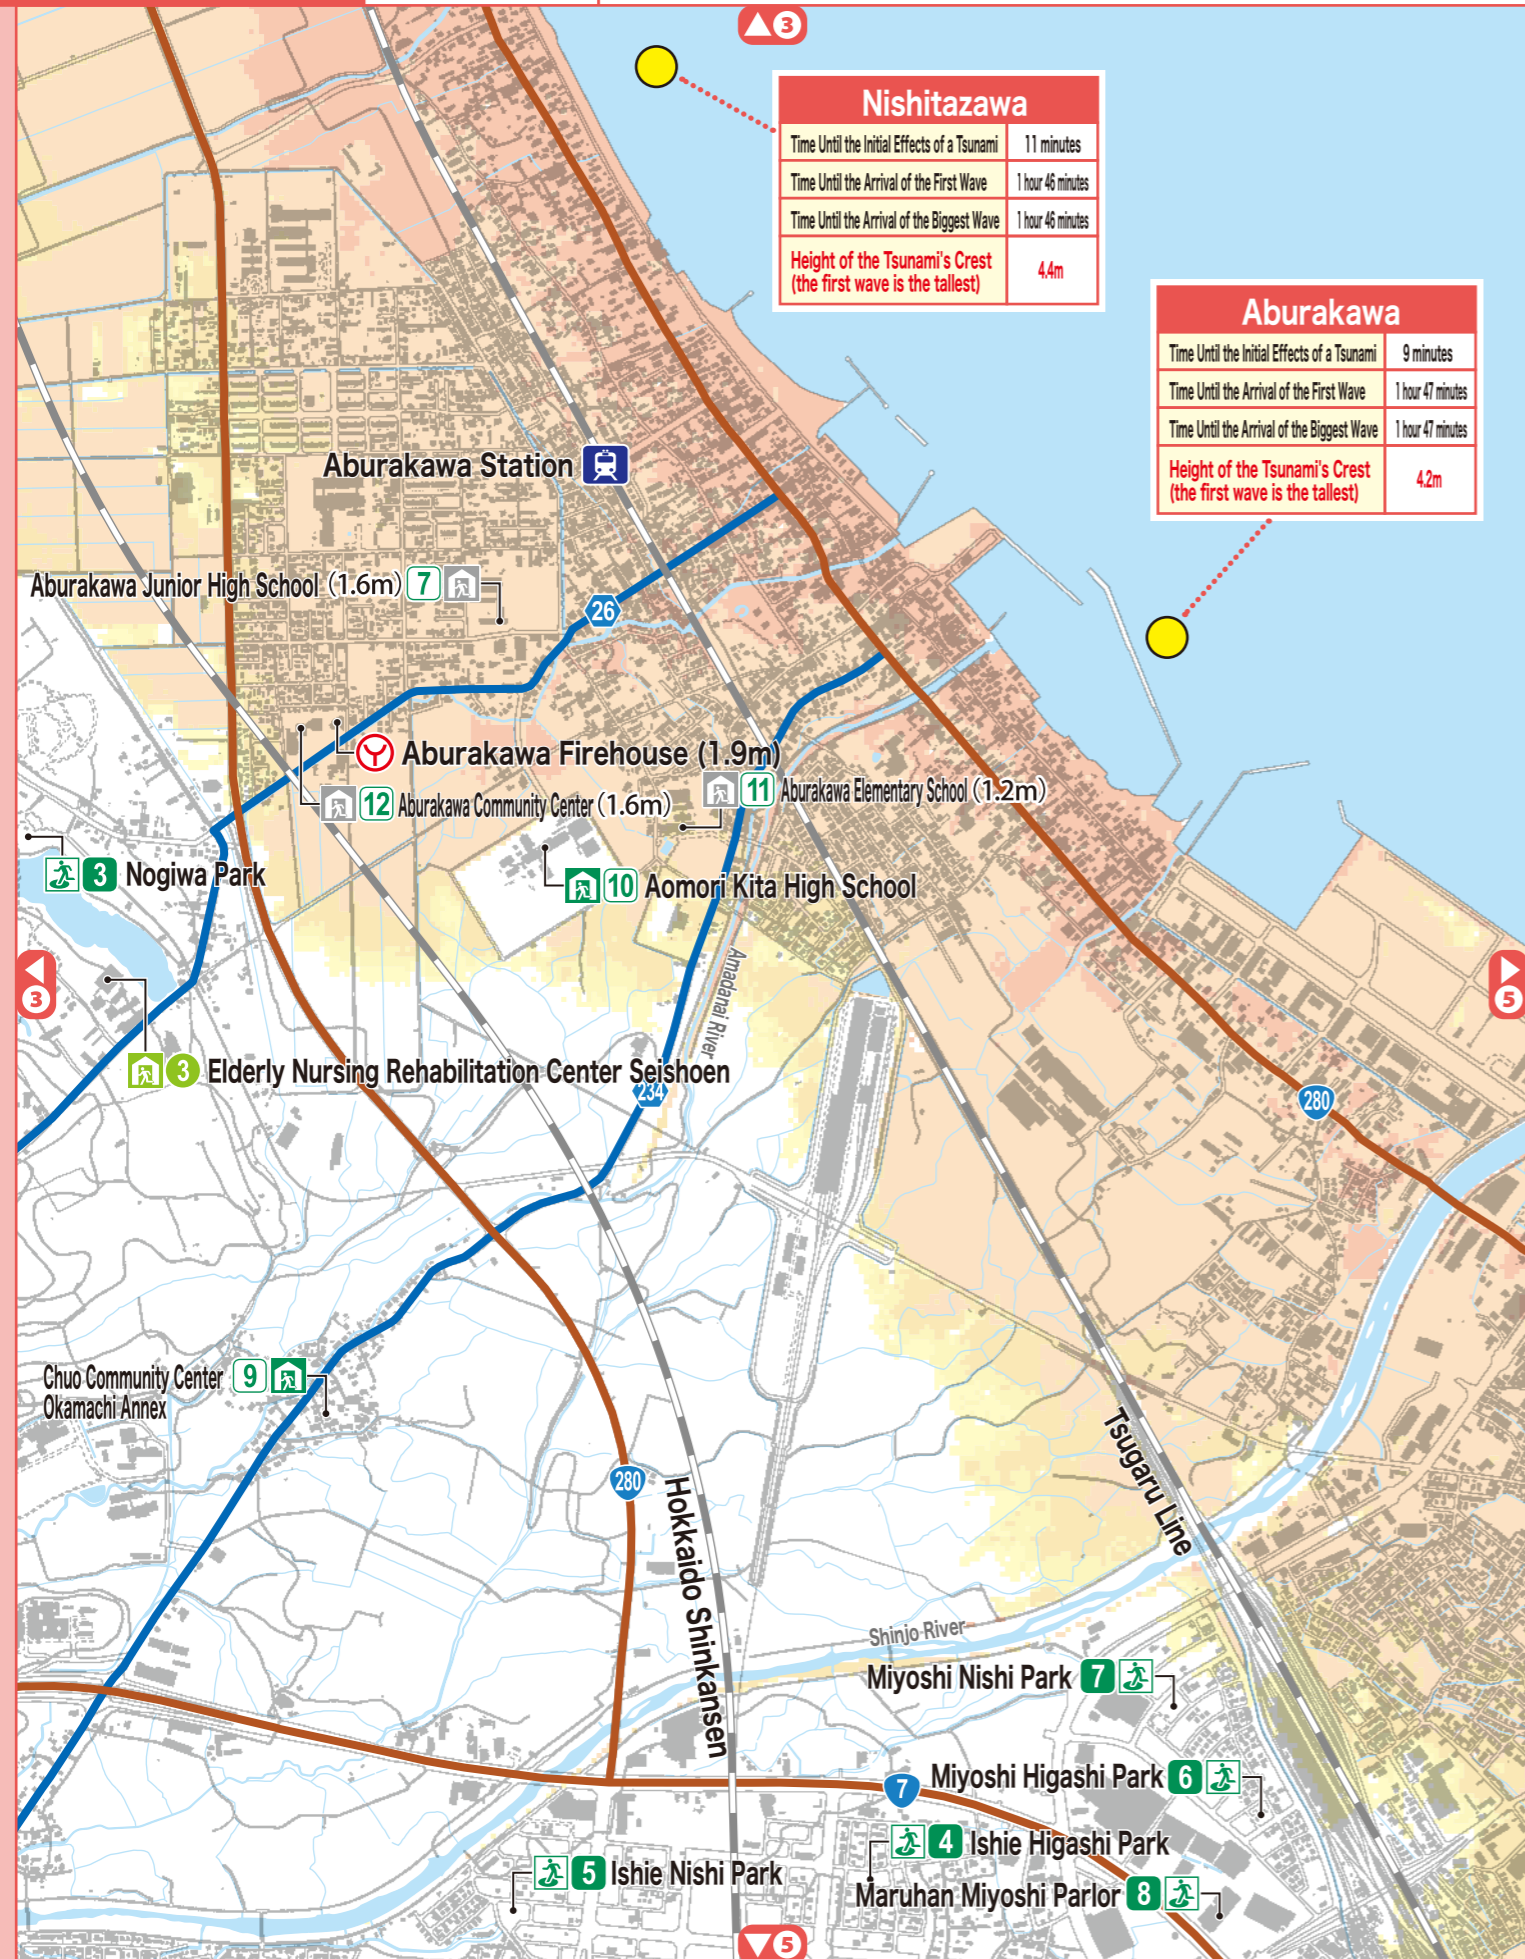 3
Nishitazawa
Time Until the Initial Effects of a Tsunami 11 minutes
Time Until the Arrival of the First Wave 1 hour 46 minutes
Time Until the Arrival of the Biggest Wave 1 hour 46 minutes
Height of the Tsunami's Crest
(the first wave is the tallest) 4.4m
Aburakawa
Time Until the Initial Effects of a Tsunami 9 minutes
Time Until the Arrival of the First Wave 1 hour 47 minutes
Time Until the Arrival of the Biggest Wave 1 hour 47 minutes
Height of the Tsunami's Crest
(the first wave is the tallest) 4.2m
Aburakawa Station
Aburakawa Junior High School (1.6m) 7
26
Aburakawa Firehouse (1.9m)
12 Aburakawa Community Center (1.6m)
11 Aburakawa Elementary School (1.2m)
3 Nogiwa Park
10 Aomori Kita High School
Amadanai River
3
5
3 Elderly Nursing Rehabilitation Center Seishoen
234
280
Chuo Community Center 9
Okamachi Annex
280
Hokkaido Shinkansen
Tsugaru Line
Shinjo River
Miyoshi Nishi Park 7
Miyoshi Higashi Park 6
7
4 Ishie Higashi Park
5 Ishie Nishi Park
Maruhan Miyoshi Parlor 8
5